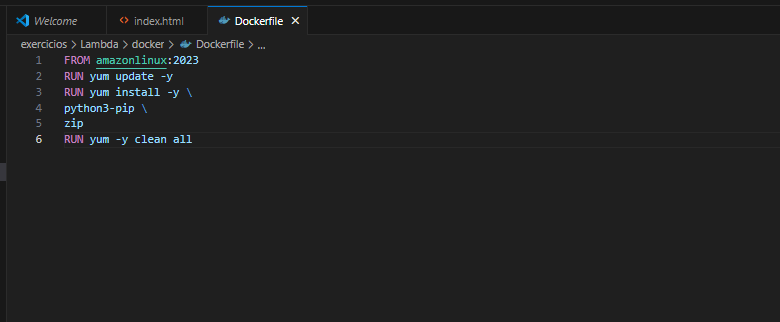 Welcome index.html Dockerfile
exercicios > Lambda > docker > Dockerfile > ...
1 FROM amazonlinux:2023
2 RUN yum update -y
3 RUN yum install -y \
4 python3-pip \
5 zip
6 RUN yum -y clean all